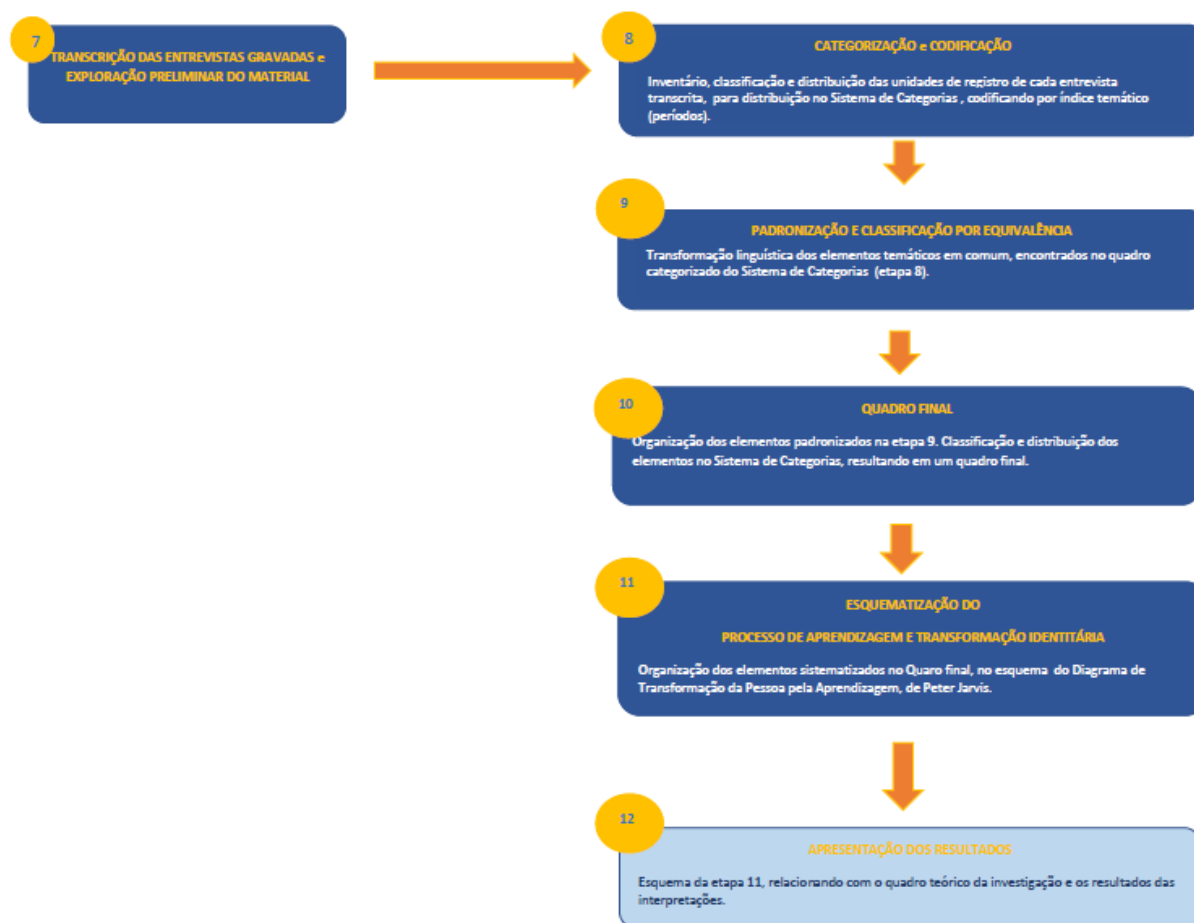 7
TRANSCRIÇÃO DAS ENTREVISTAS GRAVADAS e
EXPLORAÇÃO PRELIMINAR DO MATERIAL
8
CATEGORIZAÇÃO e CODIFICAÇÃO
Inventário, classificação e distribuição das unidades de registro de cada entrevista
transcrita, para distribuição no Sistema de Categorias , codificando por índice temático
(períodos).
9
PADRONIZAÇÃO E CLASSIFICAÇÃO POR EQUIVALÊNCIA
Transformação linguística dos elementos temáticos em comum, encontrados no quadro
categorizado do Sistema de Categorias (etapa 8).
10
QUADRO FINAL
Organização dos elementos padronizados na etapa 9. Classificação e distribuição dos
elementos no Sistema de Categorias, resultando em um quadro final.
11
ESQUEMATIZAÇÃO DO
PROCESSO DE APRENDIZAGEM E TRANSFORMAÇÃO IDENTITÁRIA
Organização dos elementos sistematizados no Quaro final, no esquema do Diagrama de
Transformação da Pessoa pela Aprendizagem, de Peter Jarvis.
12
APRESENTAÇÃO DOS RESULTADOS
Esquema da etapa 11, relacionando com o quadro teórico da investigação e os resultados das
interpretações.